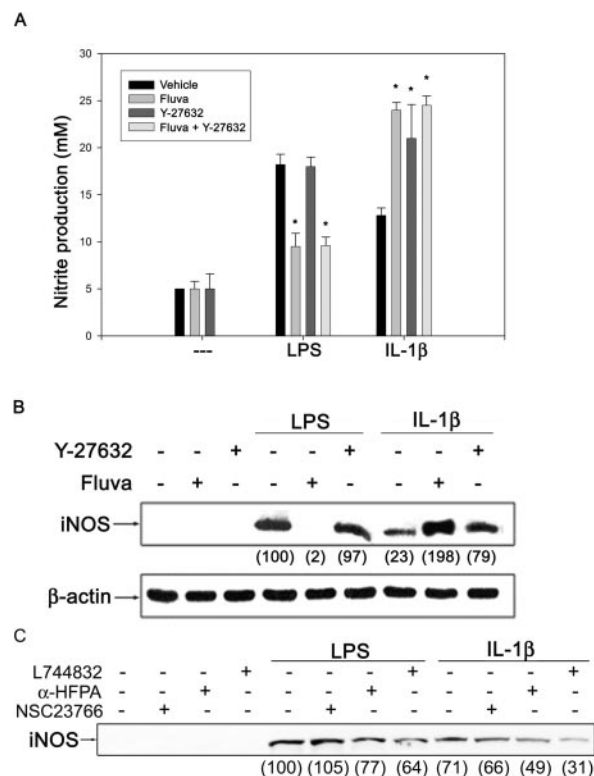 A
Nitrite production (mM)
30
25
20
15
10
5
0
Vehicle
Fluva
Y-27632
Fluva + Y-27632
* * * * *
--- LPS IL-1β
B
LPS IL-1β
Y-27632 - - + - - + - - +
Fluva - + - - + - - + -
iNOS
(100) (2) (97) (23) (198) (79)
β-actin
C
LPS IL-1β
L744832 - - - + - - - + - - - +
α-HFPA - - + - - - + - - - + -
NSC23766 - + - - - + - - - + - -
iNOS
(100) (105) (77) (64) (71) (66) (49) (31)